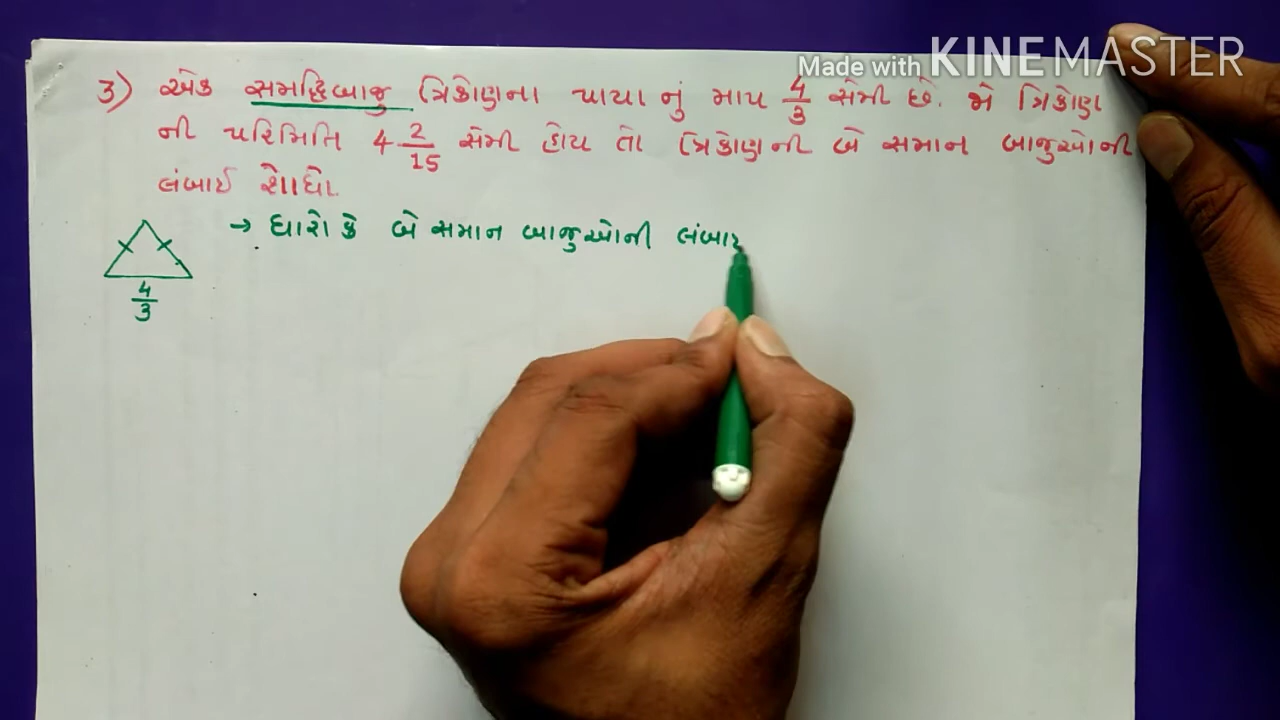 Made with KINEMASTER
3) એક સમદ્વિબાજુ ત્રિકોણના પાયા નું માપ 4/3 સેમી છે. જો ત્રિકોણ
ની પરિમિતિ 4 2/15 સેમી હોય તો ત્રિકોણની બે સમાન બાજુઓની
લંબાઈ શોધો.
→ ધારો કે બે સમાન બાજુઓની
4/3